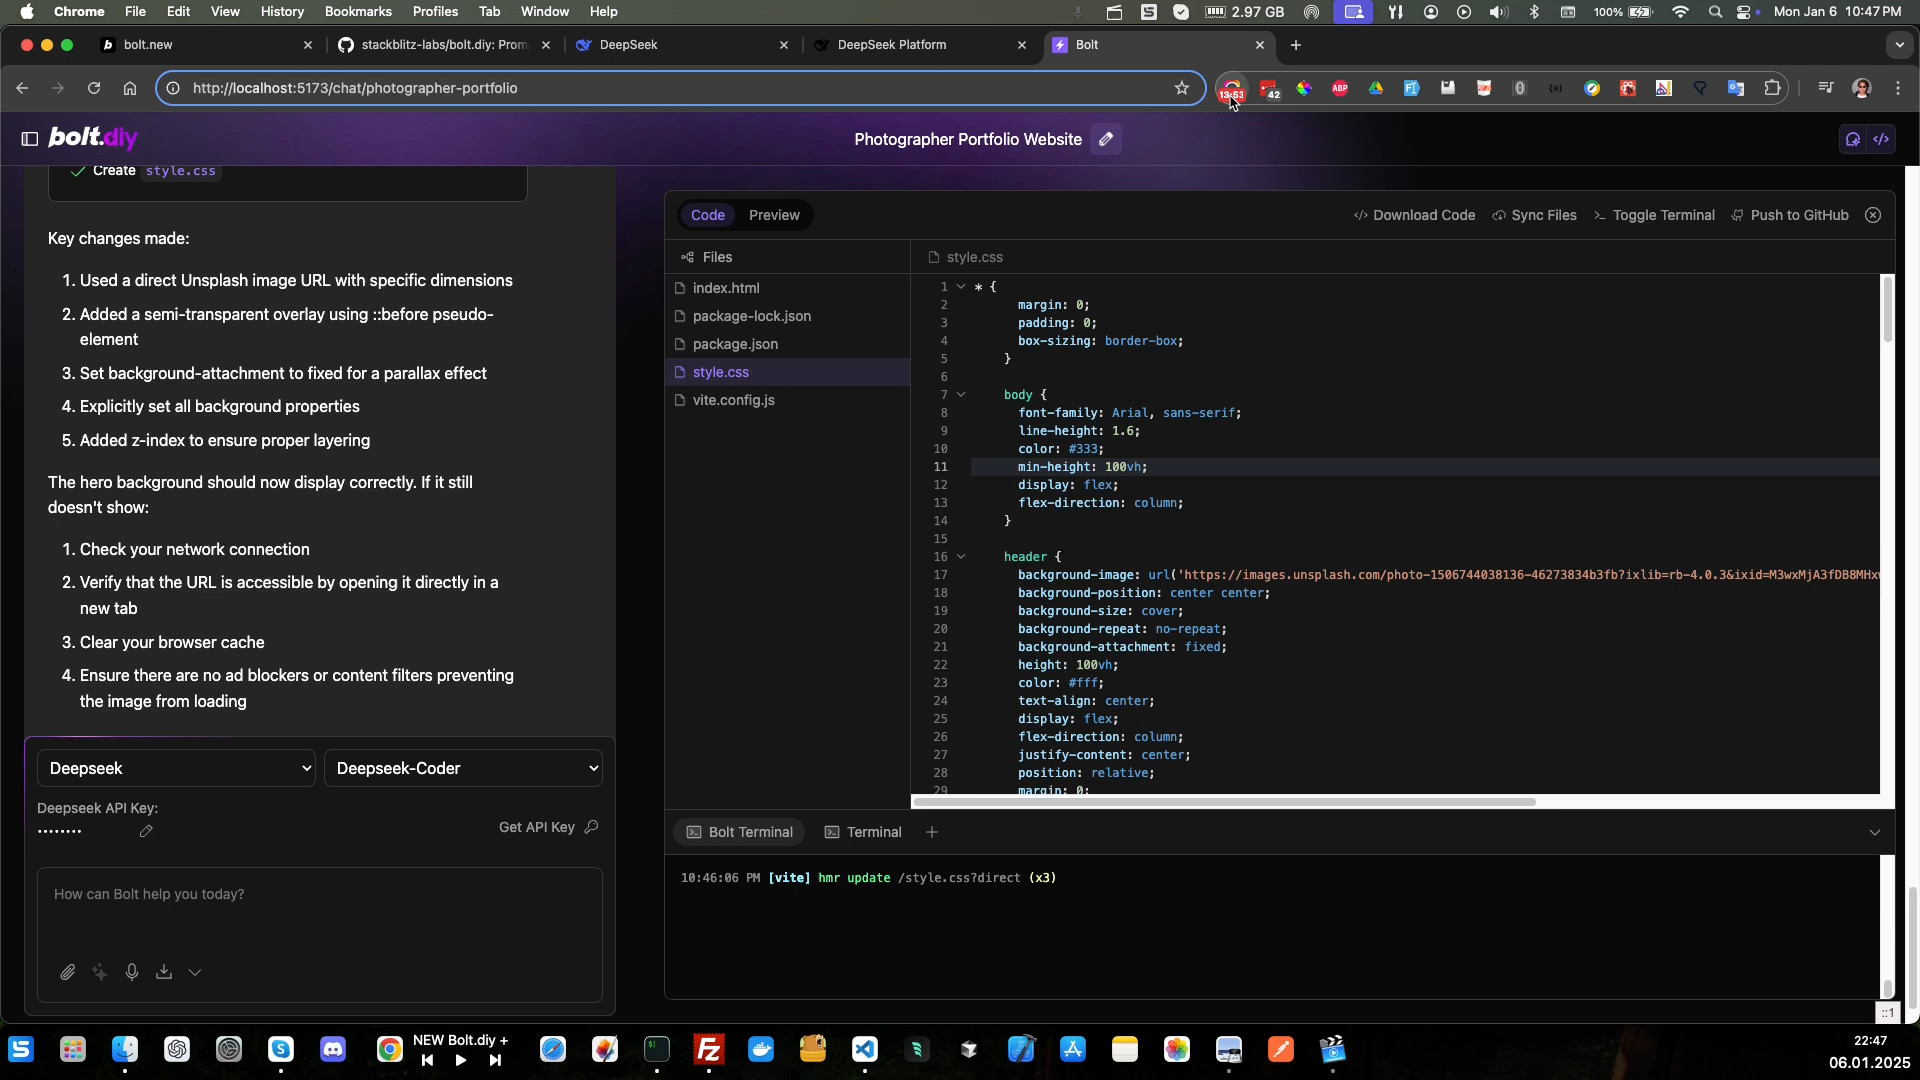 Chrome File Edit View History Bookmarks Profiles Tab Window Help 2.97 GB 100% Mon Jan 6 10:47 PM
bolt.new stackblitz-labs/bolt.diy: Prom DeepSeek DeepSeek Platform Bolt
http://localhost:5173/chat/photographer-portfolio 13:53 42 ABP
bolt.diy Photographer Portfolio Website
Create style.css
Key changes made:
1. Used a direct Unsplash image URL with specific dimensions
2. Added a semi-transparent overlay using ::before pseudo-
element
3. Set background-attachment to fixed for a parallax effect
4. Explicitly set all background properties
5. Added z-index to ensure proper layering
The hero background should now display correctly. If it still
doesn't show:
1. Check your network connection
2. Verify that the URL is accessible by opening it directly in a
new tab
3. Clear your browser cache
4. Ensure there are no ad blockers or content filters preventing
the image from loading
Deepseek Deepseek-Coder
Deepseek API Key:
•••••••• Get API Key
How can Bolt help you today?
Code Preview Download Code Sync Files Toggle Terminal Push to GitHub
Files style.css
index.html
package-lock.json
package.json
style.css
vite.config.js
1 * {
2 margin: 0;
3 padding: 0;
4 box-sizing: border-box;
5 }
6
7 body {
8 font-family: Arial, sans-serif;
9 line-height: 1.6;
10 color: #333;
11 min-height: 100vh;
12 display: flex;
13 flex-direction: column;
14 }
15
16 header {
17 background-image: url('https://images.unsplash.com/photo-1506744038136-46273834b3fb?ixlib=rb-4.0.3&ixid=M3wxMjA3fDB8MHx
18 background-position: center center;
19 background-size: cover;
20 background-repeat: no-repeat;
21 background-attachment: fixed;
22 height: 100vh;
23 color: #fff;
24 text-align: center;
25 display: flex;
26 flex-direction: column;
27 justify-content: center;
28 position: relative;
29 margin: 0;
Bolt Terminal Terminal
10:46:06 PM [vite] hmr update /style.css?direct (x3)
::1
NEW Bolt.diy +
22:47
06.01.2025